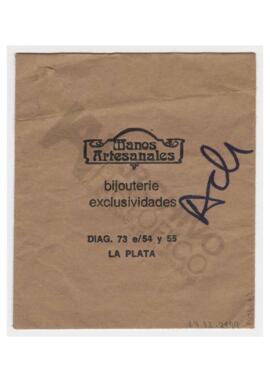 Manos
Artesanales
bijouterie
exclusividades
DIAG. 73 e/54 y 55
LA PLATA